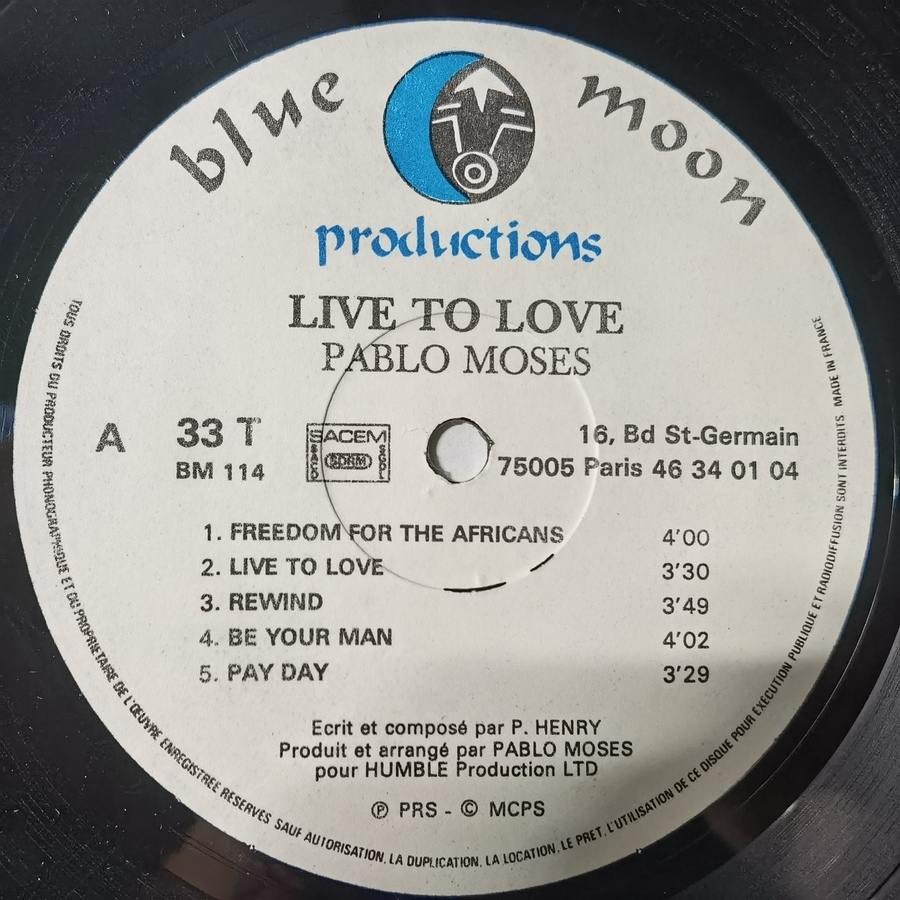 blue moon
productions
LIVE TO LOVE
PABLO MOSES
A
33 T
BM 114
SACEM
SACD
SDRM
SGDL
16, Bd St-Germain
75005 Paris 46 34 01 04
1. FREEDOM FOR THE AFRICANS 4'00
2. LIVE TO LOVE 3'30
3. REWIND 3'49
4. BE YOUR MAN 4'02
5. PAY DAY 3'29
Ecrit et composé par P. HENRY
Produit et arrangé par PABLO MOSES
pour HUMBLE Production LTD
Ⓟ PRS - © MCPS
TOUS DROITS DU PRODUCTEUR PHONOGRAPHIQUE ET DU PROPRIETAIRE DE L'ŒUVRE ENREGISTREE RESERVES SAUF AUTORISATION. LA DUPLICATION. LA LOCATION. LE PRET. L'UTILISATION DE CE DISQUE POUR EXECUTION PUBLIQUE ET RADIODIFFUSION SONT INTERDITS MADE IN FRANCE